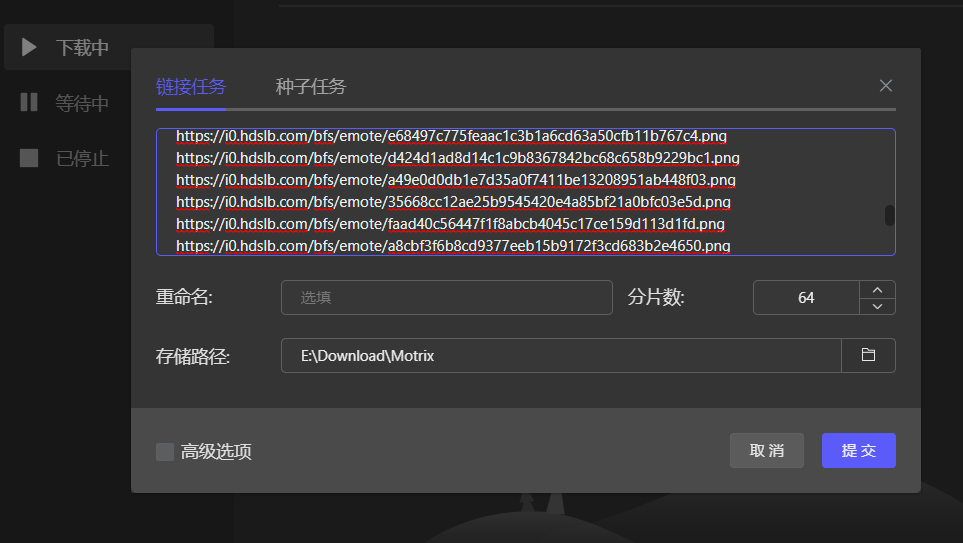 下载中
等待中
已停止
链接任务 种子任务
https://i0.hdslb.com/bfs/emote/e68497c775feaac1c3b1a6cd63a50cfb11b767c4.png
https://i0.hdslb.com/bfs/emote/d424d1ad8d14c1c9b8367842bc68c658b9229bc1.png
https://i0.hdslb.com/bfs/emote/a49e0d0db1e7d35a0f7411be13208951ab448f03.png
https://i0.hdslb.com/bfs/emote/35668cc12ae25b9545420e4a85bf21a0bfc03e5d.png
https://i0.hdslb.com/bfs/emote/faad40c56447f1f8abcb4045c17ce159d113d1fd.png
https://i0.hdslb.com/bfs/emote/a8cbf3f6b8cd9377eeb15b9172f3cd683b2e4650.png
重命名: 选填 分片数: 64
存储路径: E:\Download\Motrix
高级选项 取消 提交